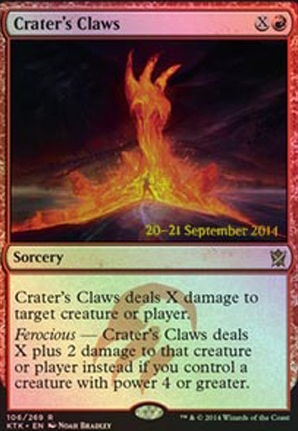 Crater's Claws X
20–21 September 2014
Sorcery
Crater's Claws deals X damage to
target creature or player.
Ferocious — Crater's Claws deals
X plus 2 damage to that creature
or player instead if you control a
creature with power 4 or greater.
106/269 R
KTK • EN Noah Bradley
™ & © 2014 Wizards of the Coast